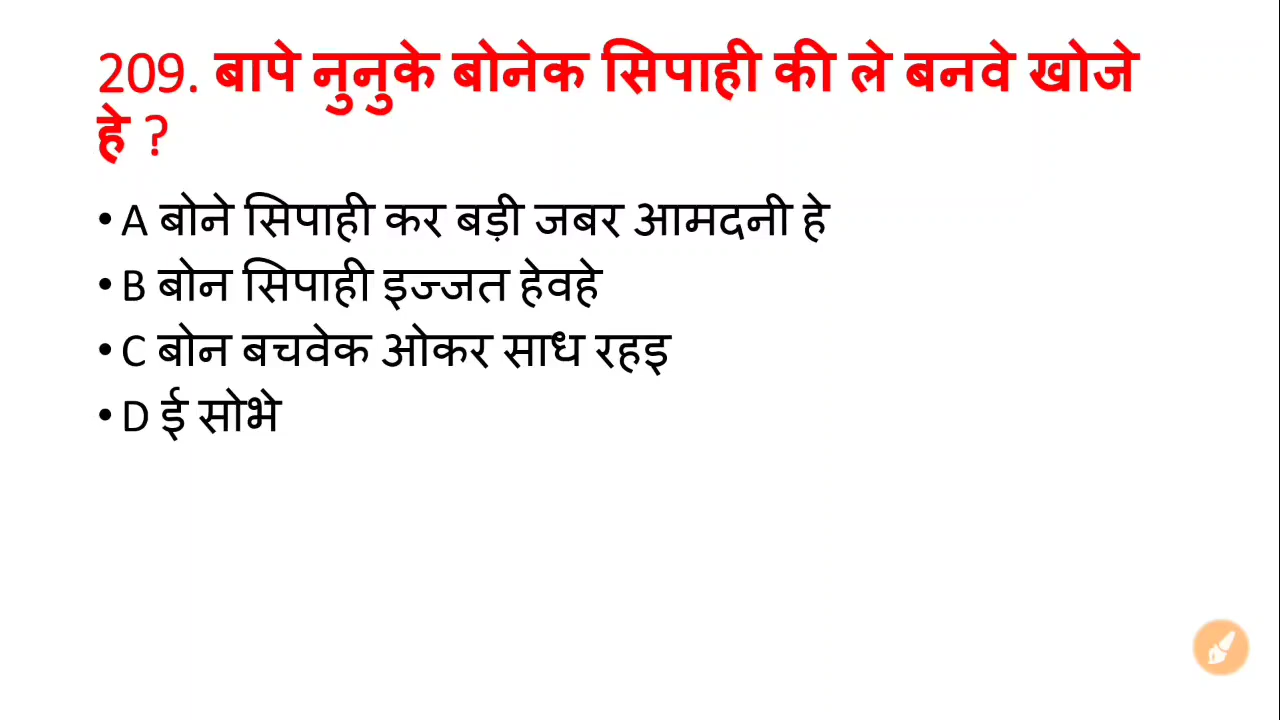 209. बापे नुनुके बोनेक सिपाही की ले बनवे खोजे
हे ?
• A बोने सिपाही कर बड़ी जबर आमदनी हे
• B बोन सिपाही इज्जत हेवहे
• C बोन बचवेक ओकर साध रहइ
• D ई सोभे